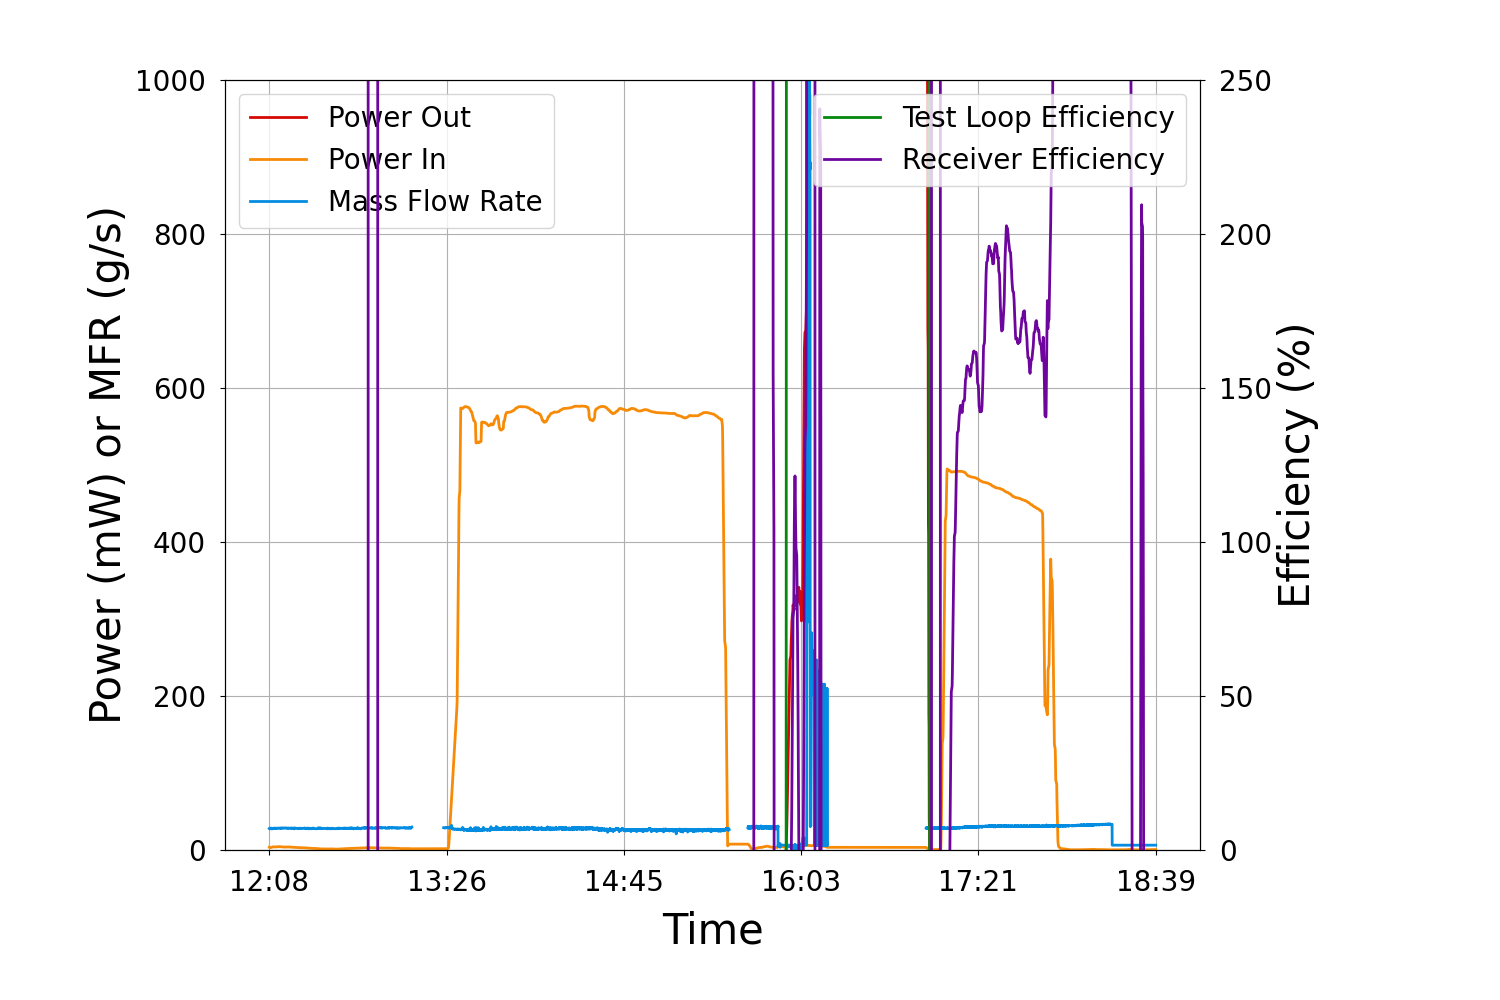 1000
800
600
400
200
0
Power (mW) or MFR (g/s)
Power Out
Power In
Mass Flow Rate
Test Loop Efficiency
Receiver Efficiency
250
200
150
100
50
0
Efficiency (%)
12:08 13:26 14:45 16:03 17:21 18:39
Time